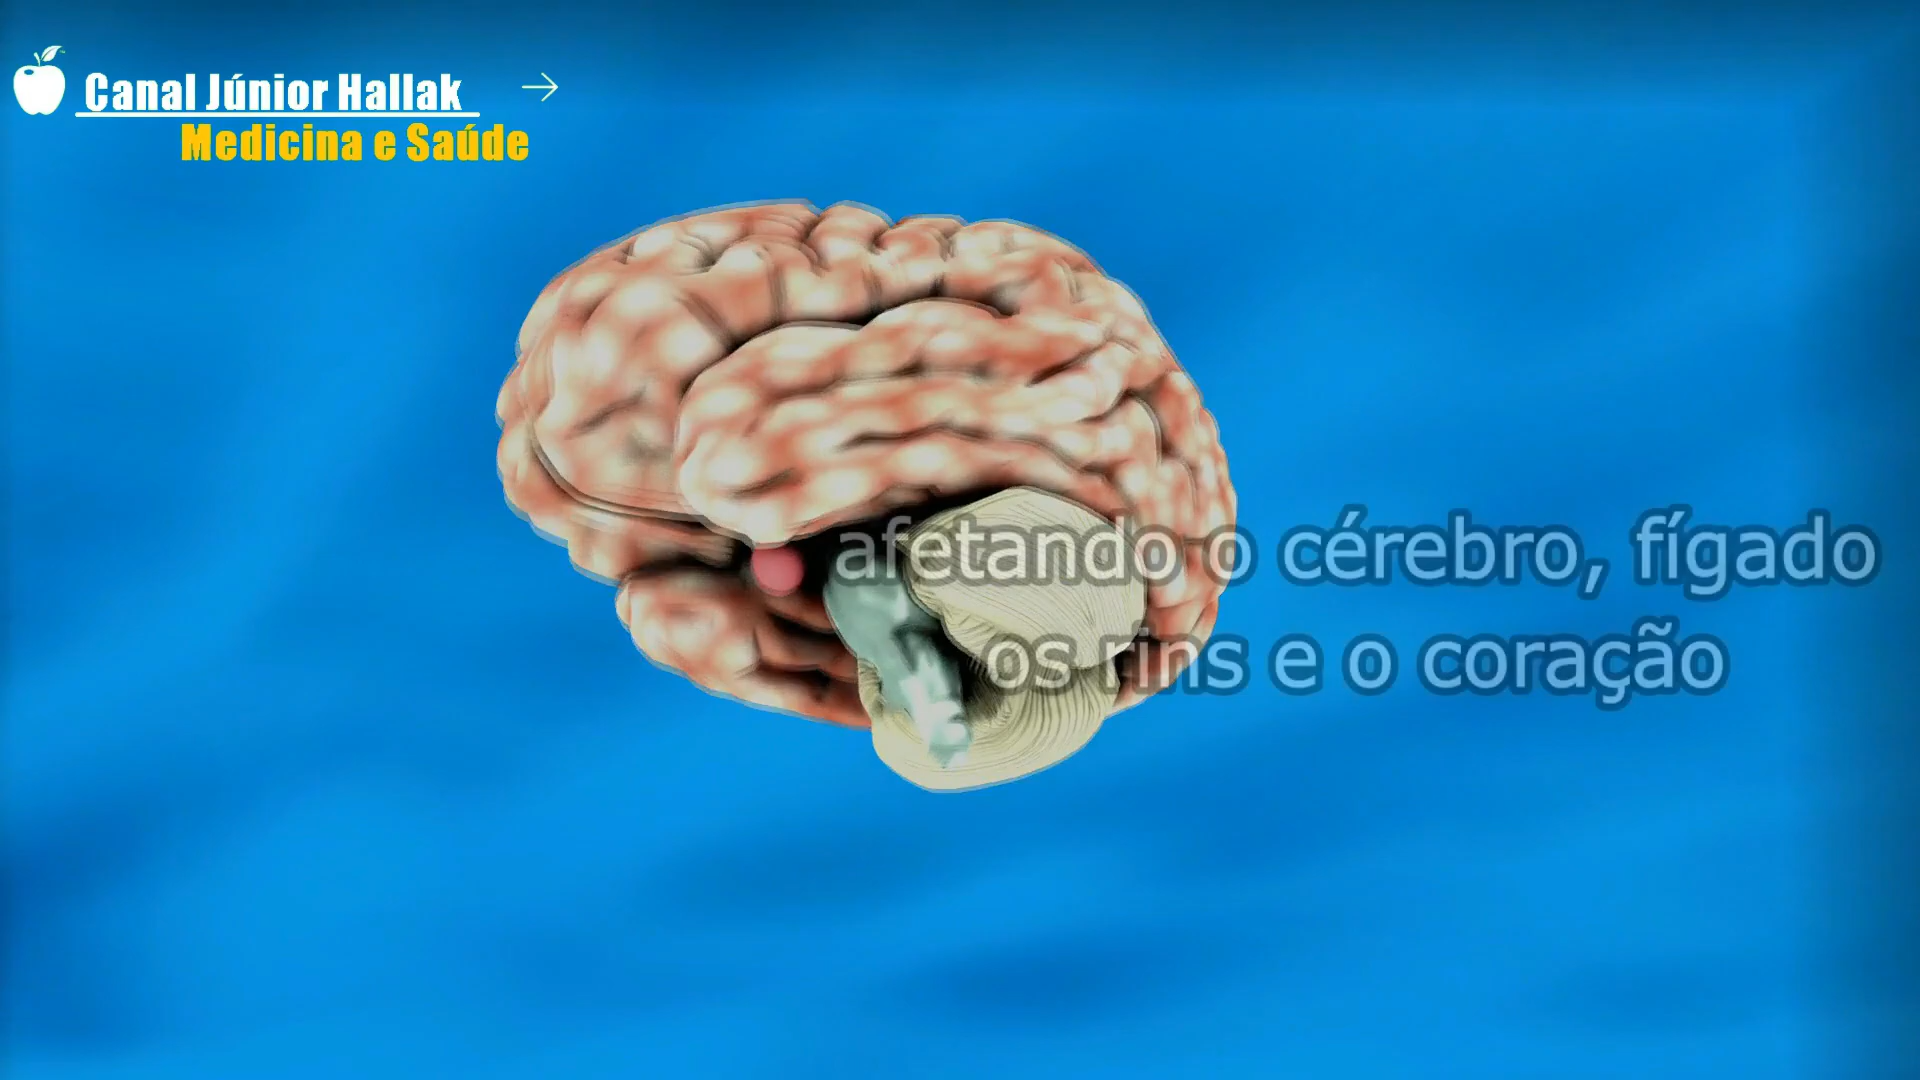 Canal Júnior Hallak
Medicina e Saúde
afetando o cérebro, fígado
os rins e o coração